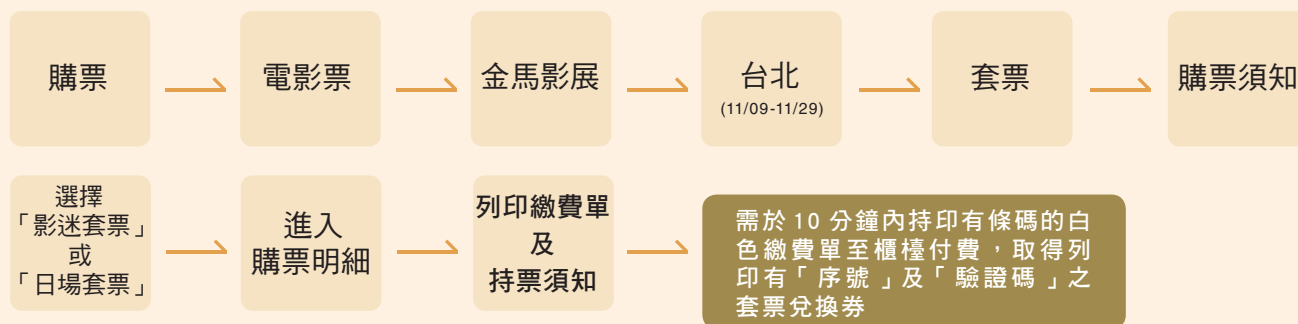 購票
電影票
金馬影展
台北
(11/09-11/29)
套票
購票須知
選擇
「影迷套票」
或
「日場套票」
進入
購票明細
列印繳費單
及
持票須知
需於 10 分鐘內持印有條碼的白
色繳費單至櫃檯付費,取得列
印有「序號」及「驗證碼」之
套票兌換券